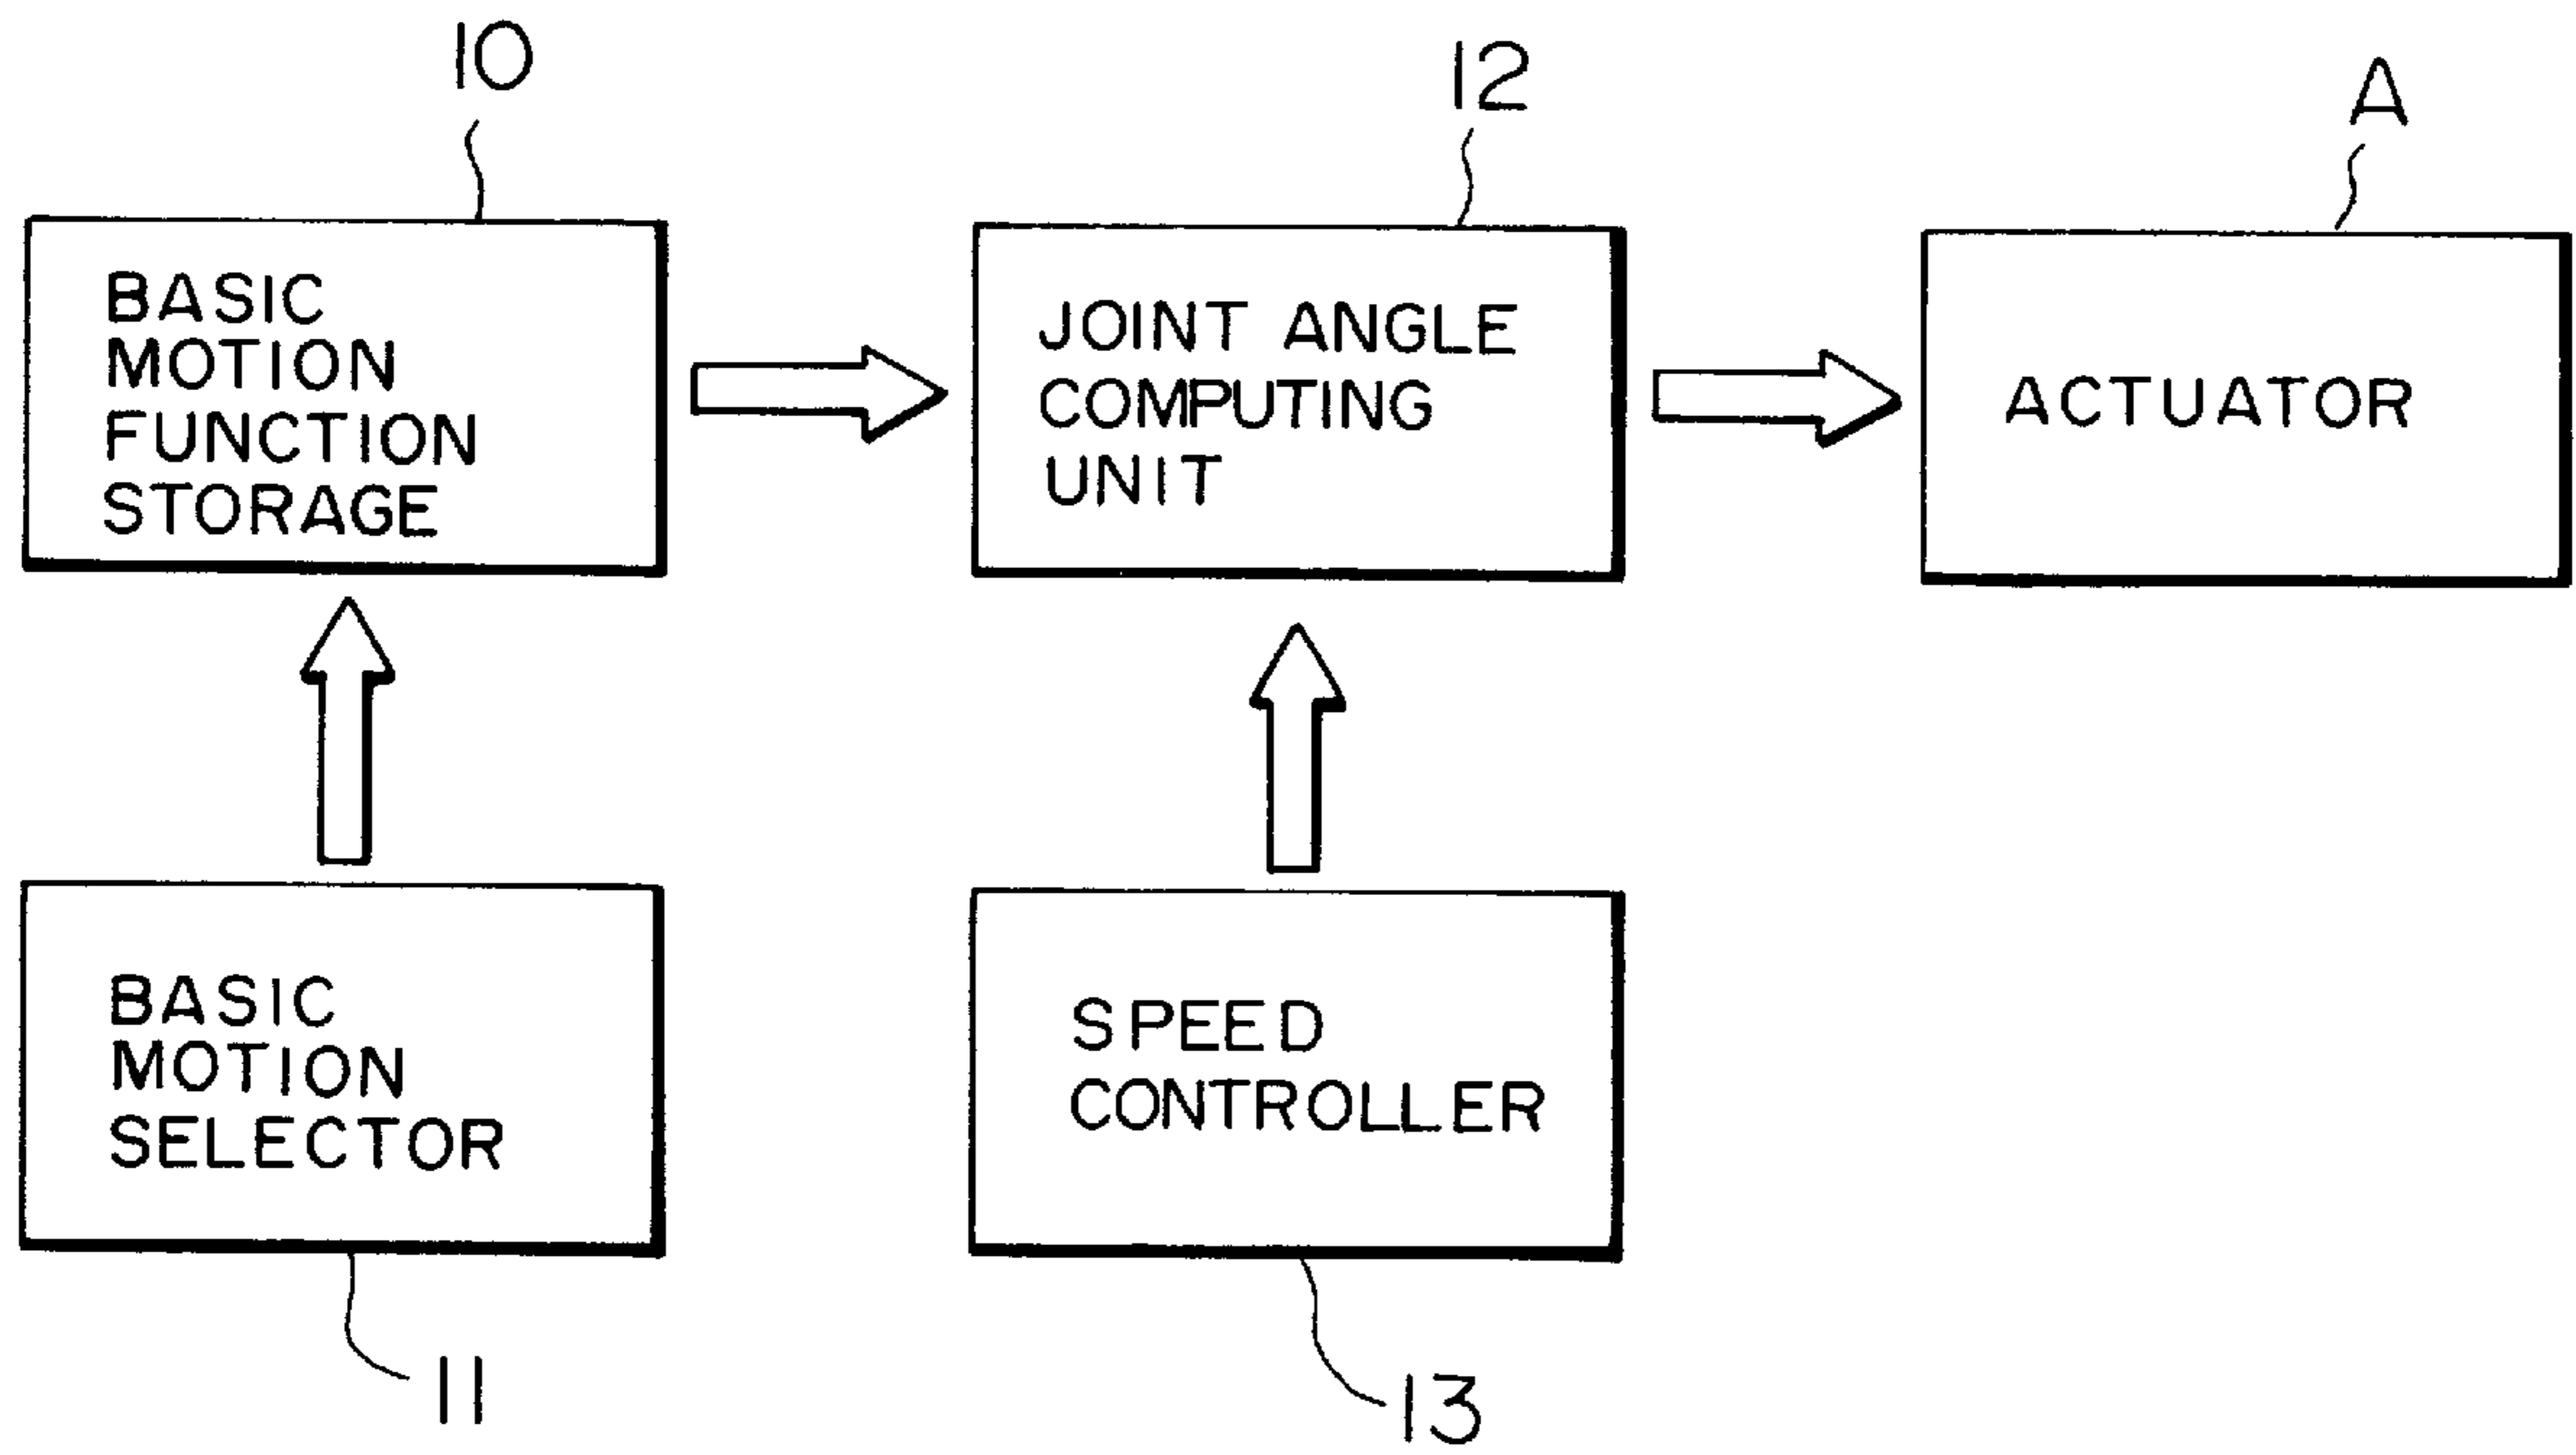 10
12
A
BASIC
MOTION
FUNCTION
STORAGE
JOINT ANGLE
COMPUTING
UNIT
ACTUATOR
BASIC
MOTION
SELECTOR
SPEED
CONTROLLER
11
13